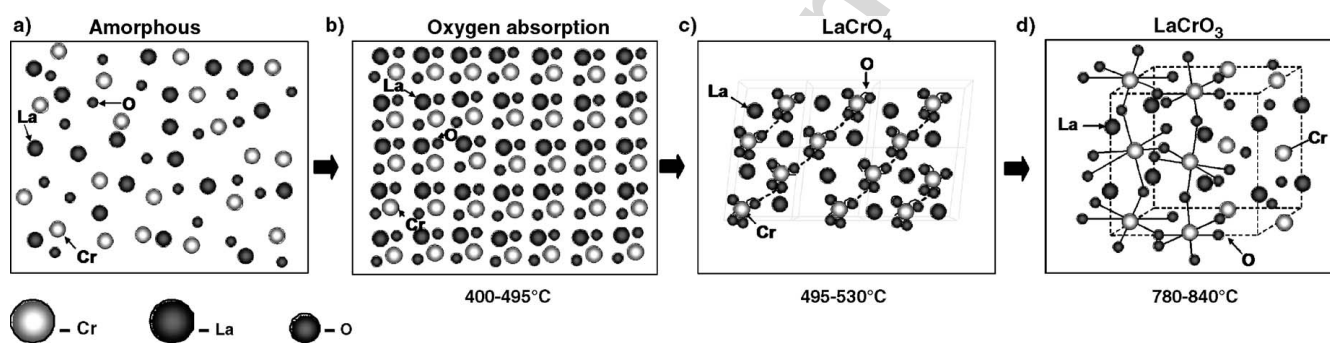 a) Amorphous
b) Oxygen absorption
c) LaCrO₄
d) LaCrO₃
La
O
Cr
La
O
Cr
400-495°C
La
O
Cr
495-530°C
La
Cr
O
780-840°C
– Cr
– La
– O